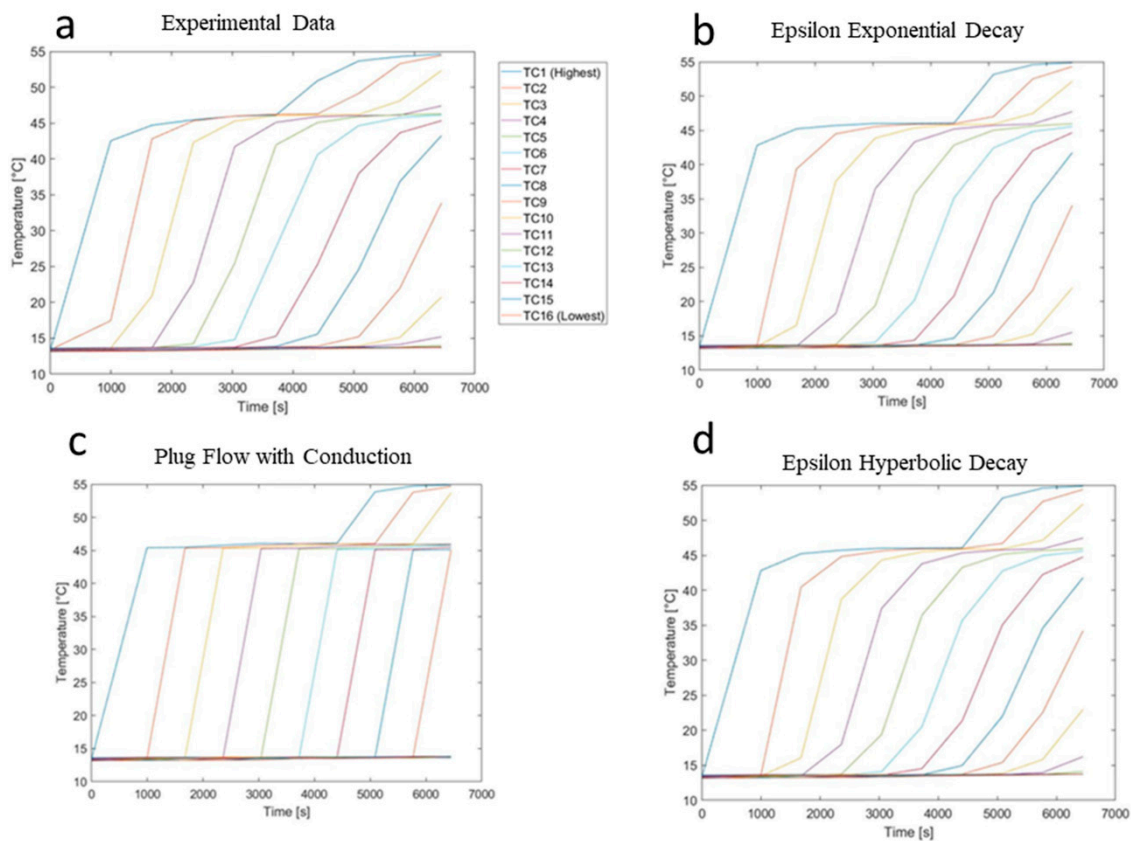 a
Experimental Data
55
50
45
40
35
30
25
20
15
10
Temperature [°C]
0 1000 2000 3000 4000 5000 6000 7000
Time [s]
TC1 (Highest)
TC2
TC3
TC4
TC5
TC6
TC7
TC8
TC9
TC10
TC11
TC12
TC13
TC14
TC15
TC16 (Lowest)
b
Epsilon Exponential Decay
55
50
45
40
35
30
25
20
15
10
Temperature [°C]
0 1000 2000 3000 4000 5000 6000 7000
Time [s]
c
Plug Flow with Conduction
55
50
45
40
35
30
25
20
15
10
Temperature [°C]
0 1000 2000 3000 4000 5000 6000 7000
Time [s]
d
Epsilon Hyperbolic Decay
55
50
45
40
35
30
25
20
15
10
Temperature [°C]
0 1000 2000 3000 4000 5000 6000 7000
Time [s]